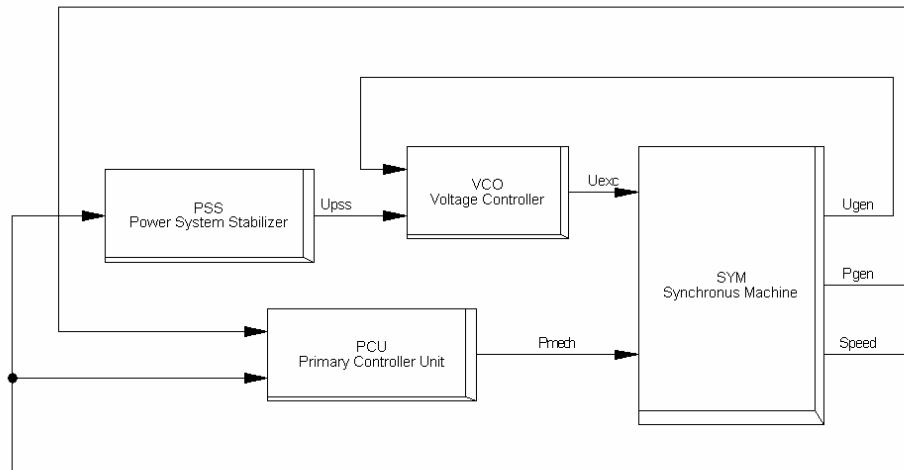 PSS
Power System Stabilizer
Upss
VCO
Voltage Controller
Uexc
SYM
Synchronus Machine
Ugen
Pgen
Speed
PCU
Primary Controller Unit
Pmech